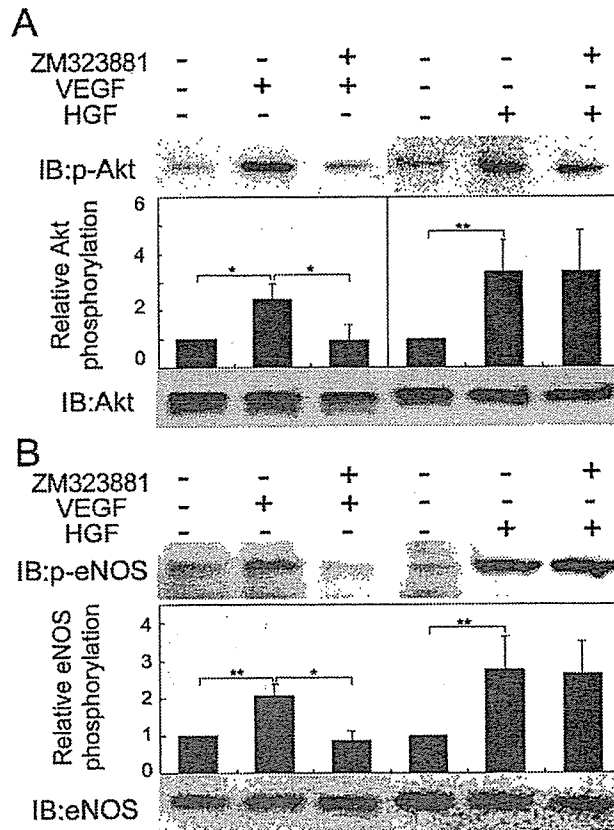 A
ZM323881 - - + - - +
VEGF - + + - - -
HGF - - - - + +
IB:p-Akt
Relative Akt phosphorylation
6
4
2
0
* * **
IB:Akt
B
ZM323881 - - + - - +
VEGF - + + - - -
HGF - - - - + +
IB:p-eNOS
Relative eNOS phosphorylation
4
3
2
1
0
** * **
IB:eNOS